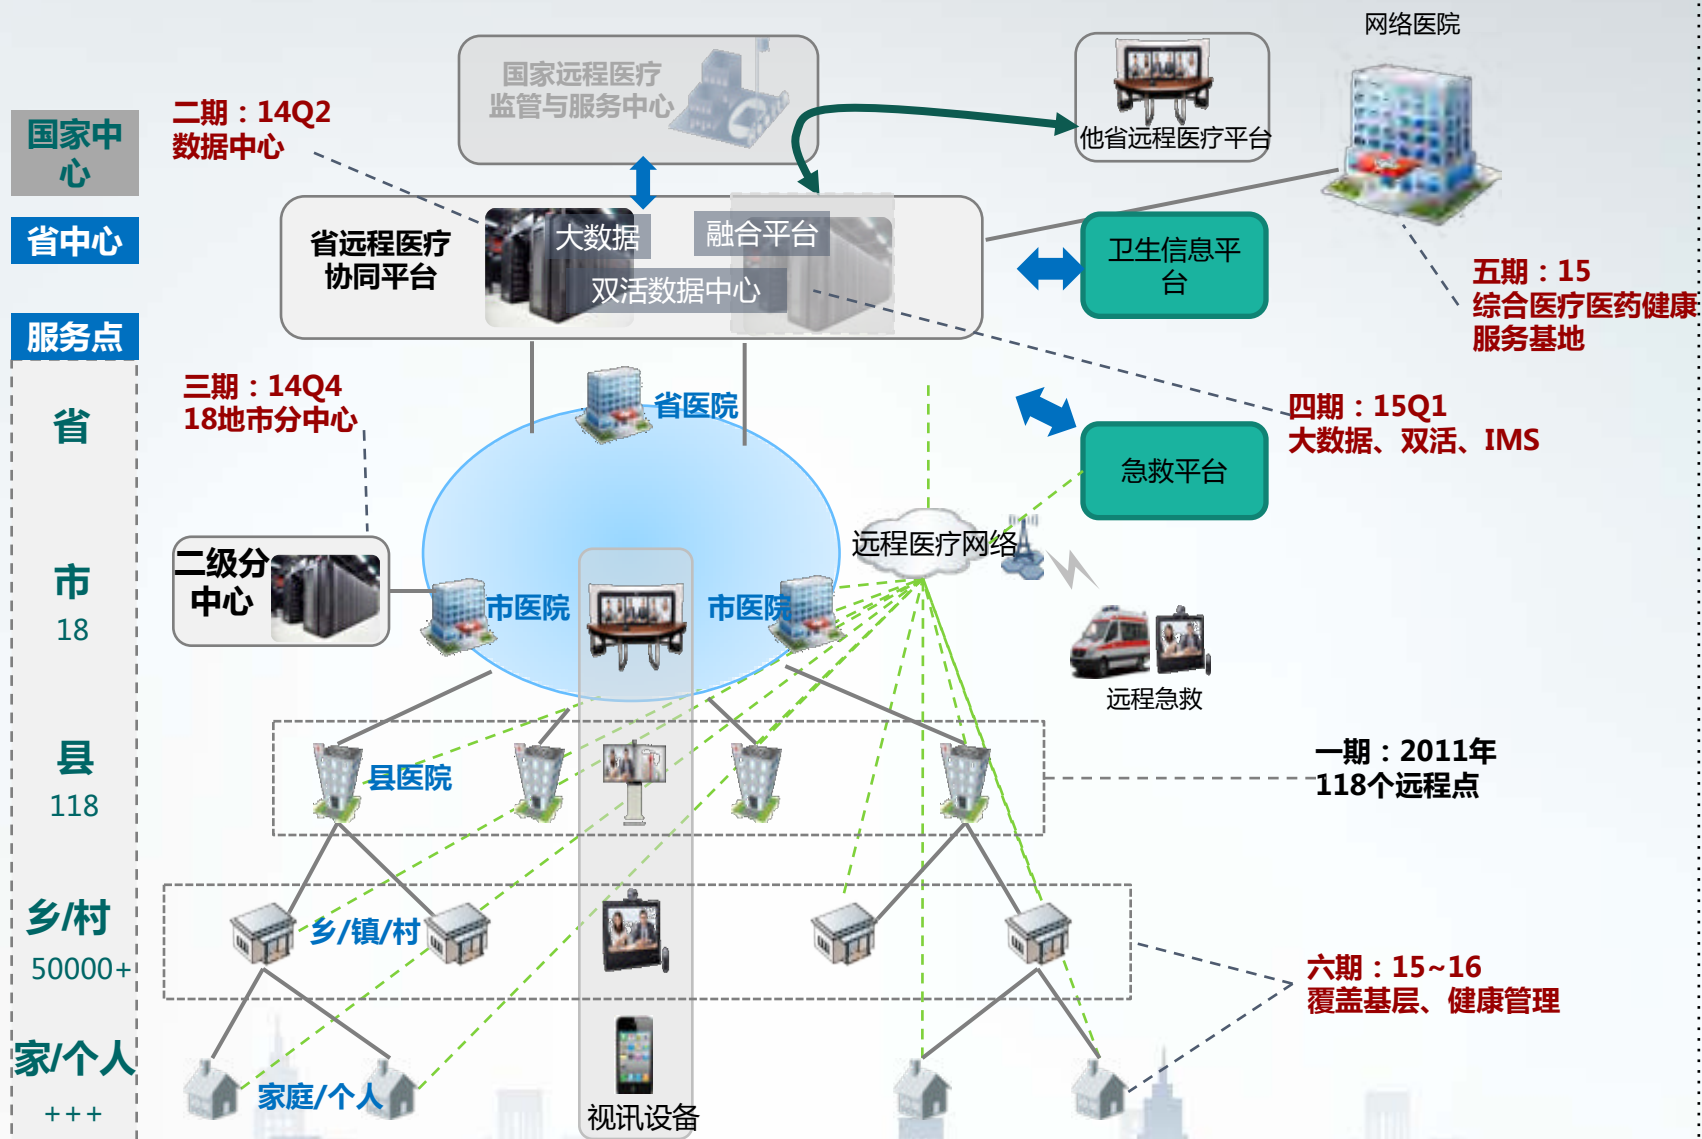 网络医院
国家远程医疗
监管与服务中心
他省远程医疗平台
二期：14Q2
数据中心
国家中
心
省中心
省远程医疗
协同平台
大数据
融合平台
双活数据中心
卫生信息平
台
五期：15
综合医疗医药健康
服务基地
服务点
三期：14Q4
18地市分中心
省
省医院
四期：15Q1
大数据、双活、IMS
急救平台
远程医疗网络
二级分
中心
市
18
市医院
市医院
远程急救
县
118
县医院
一期：2011年
118个远程点
乡/村
50000+
乡/镇/村
六期：15~16
覆盖基层、健康管理
家/个人
+++
家庭/个人
视讯设备